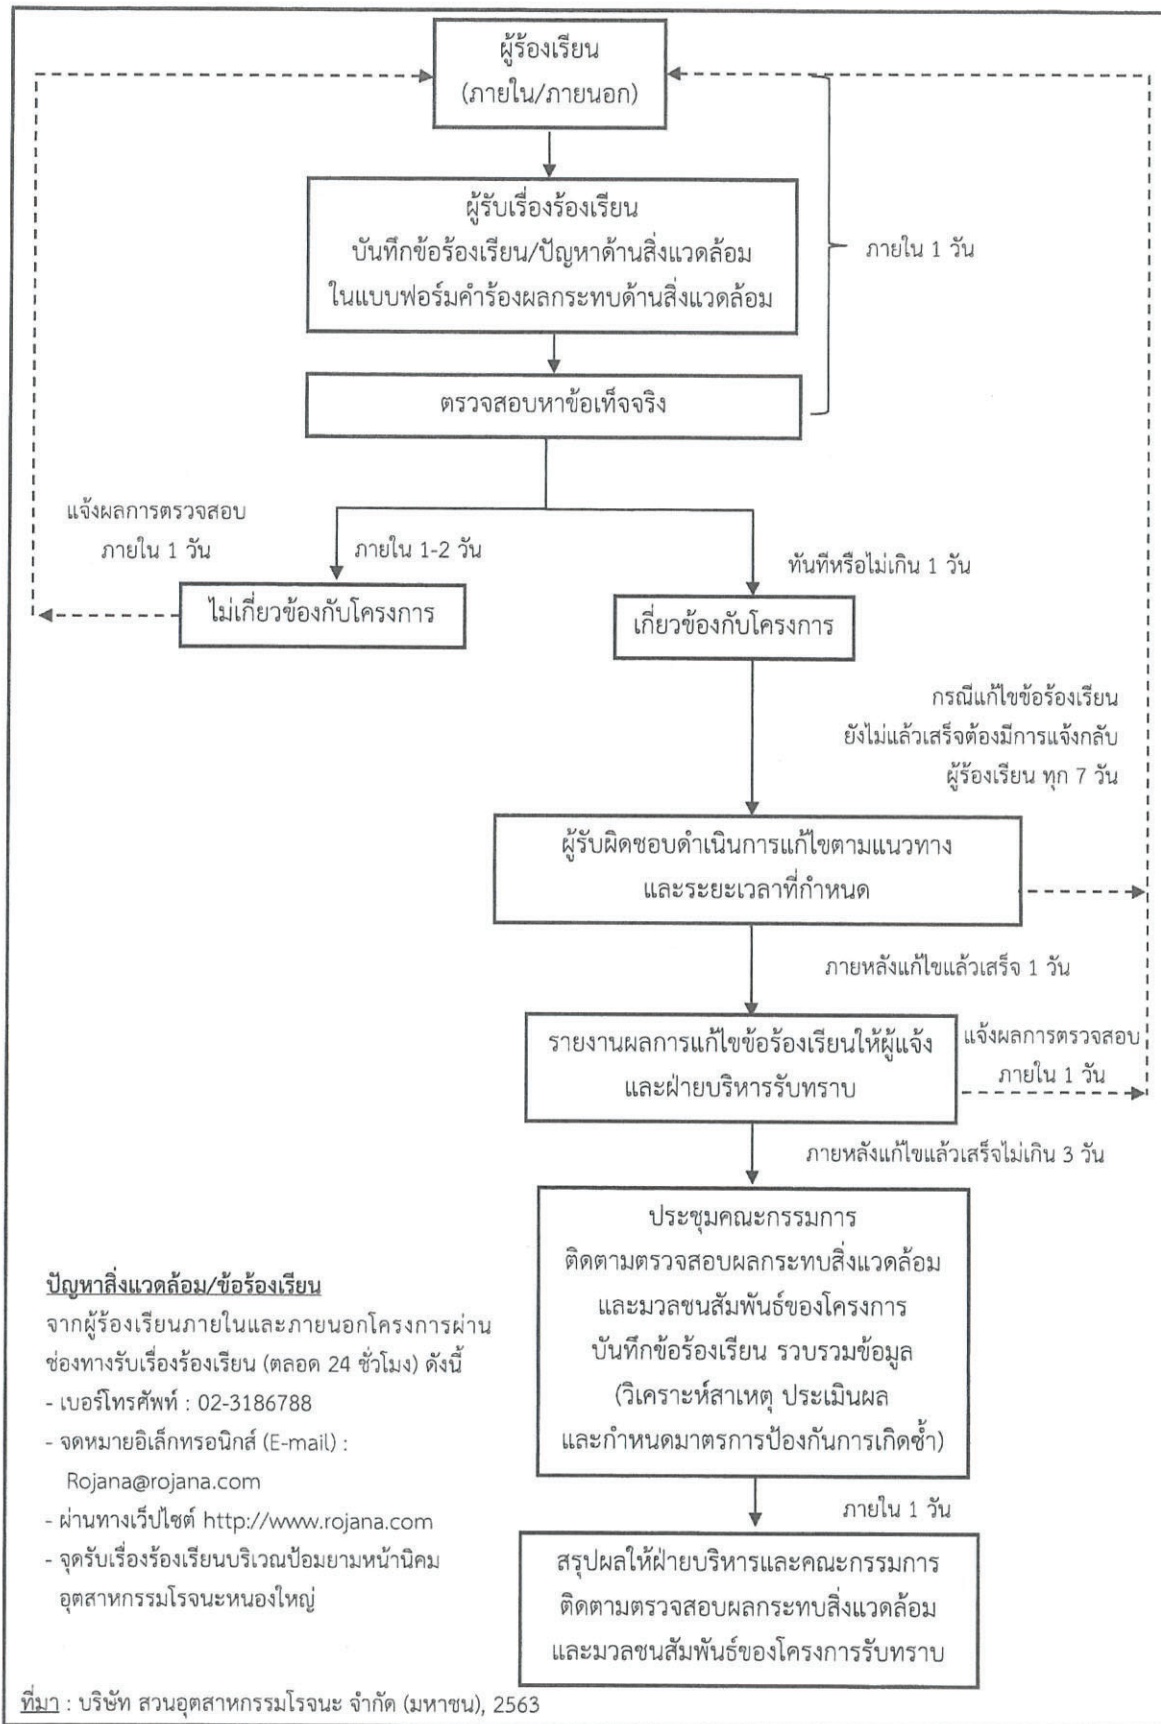 ผู้ร้องเรียน
(ภายใน/ภายนอก)
ผู้รับเรื่องร้องเรียน
บันทึกข้อร้องเรียน/ปัญหาด้านสิ่งแวดล้อม
ในแบบฟอร์มคำร้องผลกระทบด้านสิ่งแวดล้อม
ภายใน 1 วัน
ตรวจสอบหาข้อเท็จจริง
แจ้งผลการตรวจสอบ
ภายใน 1 วัน
ภายใน 1-2 วัน
ทันทีหรือไม่เกิน 1 วัน
ไม่เกี่ยวข้องกับโครงการ
เกี่ยวข้องกับโครงการ
กรณีแก้ไขข้อร้องเรียน
ยังไม่แล้วเสร็จต้องมีการแจ้งกลับ
ผู้ร้องเรียน ทุก 7 วัน
ผู้รับผิดชอบดำเนินการแก้ไขตามแนวทาง
และระยะเวลาที่กำหนด
ภายหลังแก้ไขแล้วเสร็จ 1 วัน
รายงานผลการแก้ไขข้อร้องเรียนให้ผู้แจ้ง
และฝ่ายบริหารรับทราบ
แจ้งผลการตรวจสอบ
ภายใน 1 วัน
ภายหลังแก้ไขแล้วเสร็จไม่เกิน 3 วัน
ประชุมคณะกรรมการ
ติดตามตรวจสอบผลกระทบสิ่งแวดล้อม
และมวลชนสัมพันธ์ของโครงการ
บันทึกข้อร้องเรียน รวบรวมข้อมูล
(วิเคราะห์สาเหตุ ประเมินผล
และกำหนดมาตรการป้องกันการเกิดซ้ำ)
ภายใน 1 วัน
สรุปผลให้ฝ่ายบริหารและคณะกรรมการ
ติดตามตรวจสอบผลกระทบสิ่งแวดล้อม
และมวลชนสัมพันธ์ของโครงการรับทราบ
ปัญหาสิ่งแวดล้อม/ข้อร้องเรียน
จากผู้ร้องเรียนภายในและภายนอกโครงการผ่าน
ช่องทางรับเรื่องร้องเรียน (ตลอด 24 ชั่วโมง) ดังนี้
- เบอร์โทรศัพท์ : 02-3186788
- จดหมายอิเล็กทรอนิกส์ (E-mail) :
Rojana@rojana.com
- ผ่านทางเว็ปไซต์ http://www.rojana.com
- จุดรับเรื่องร้องเรียนบริเวณป้อมยามหน้านิคม
อุตสาหกรรมโรจนะหนองใหญ่
ที่มา : บริษัท สวนอุตสาหกรรมโรจนะ จำกัด (มหาชน), 2563